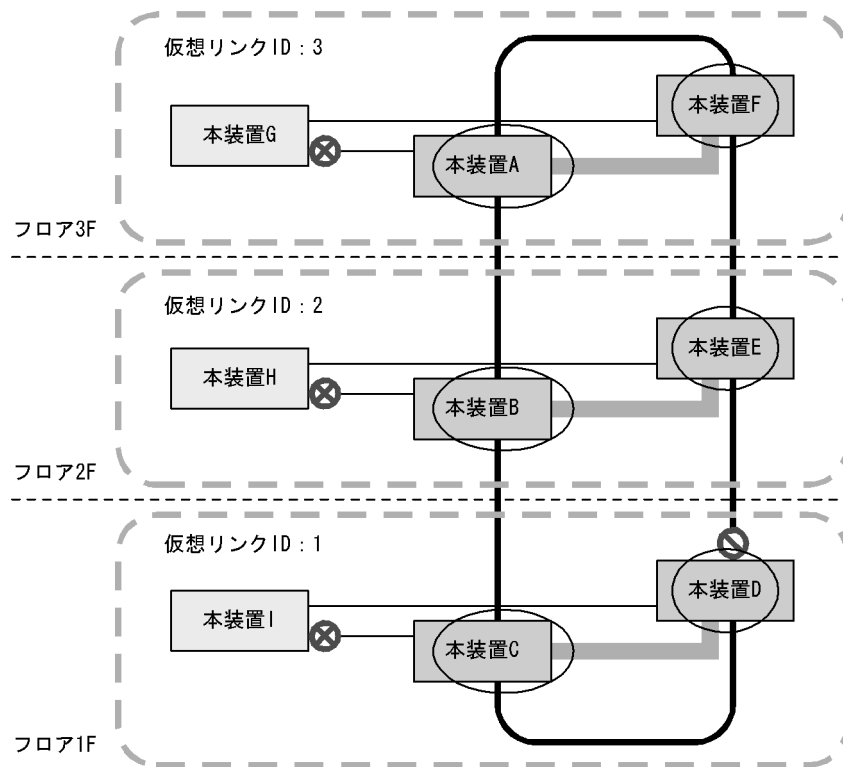 仮想リンクID:3
本装置F
本装置G
本装置A
フロア3F
仮想リンクID:2
本装置E
本装置H
本装置B
フロア2F
仮想リンクID:1
本装置D
本装置I
本装置C
フロア1F